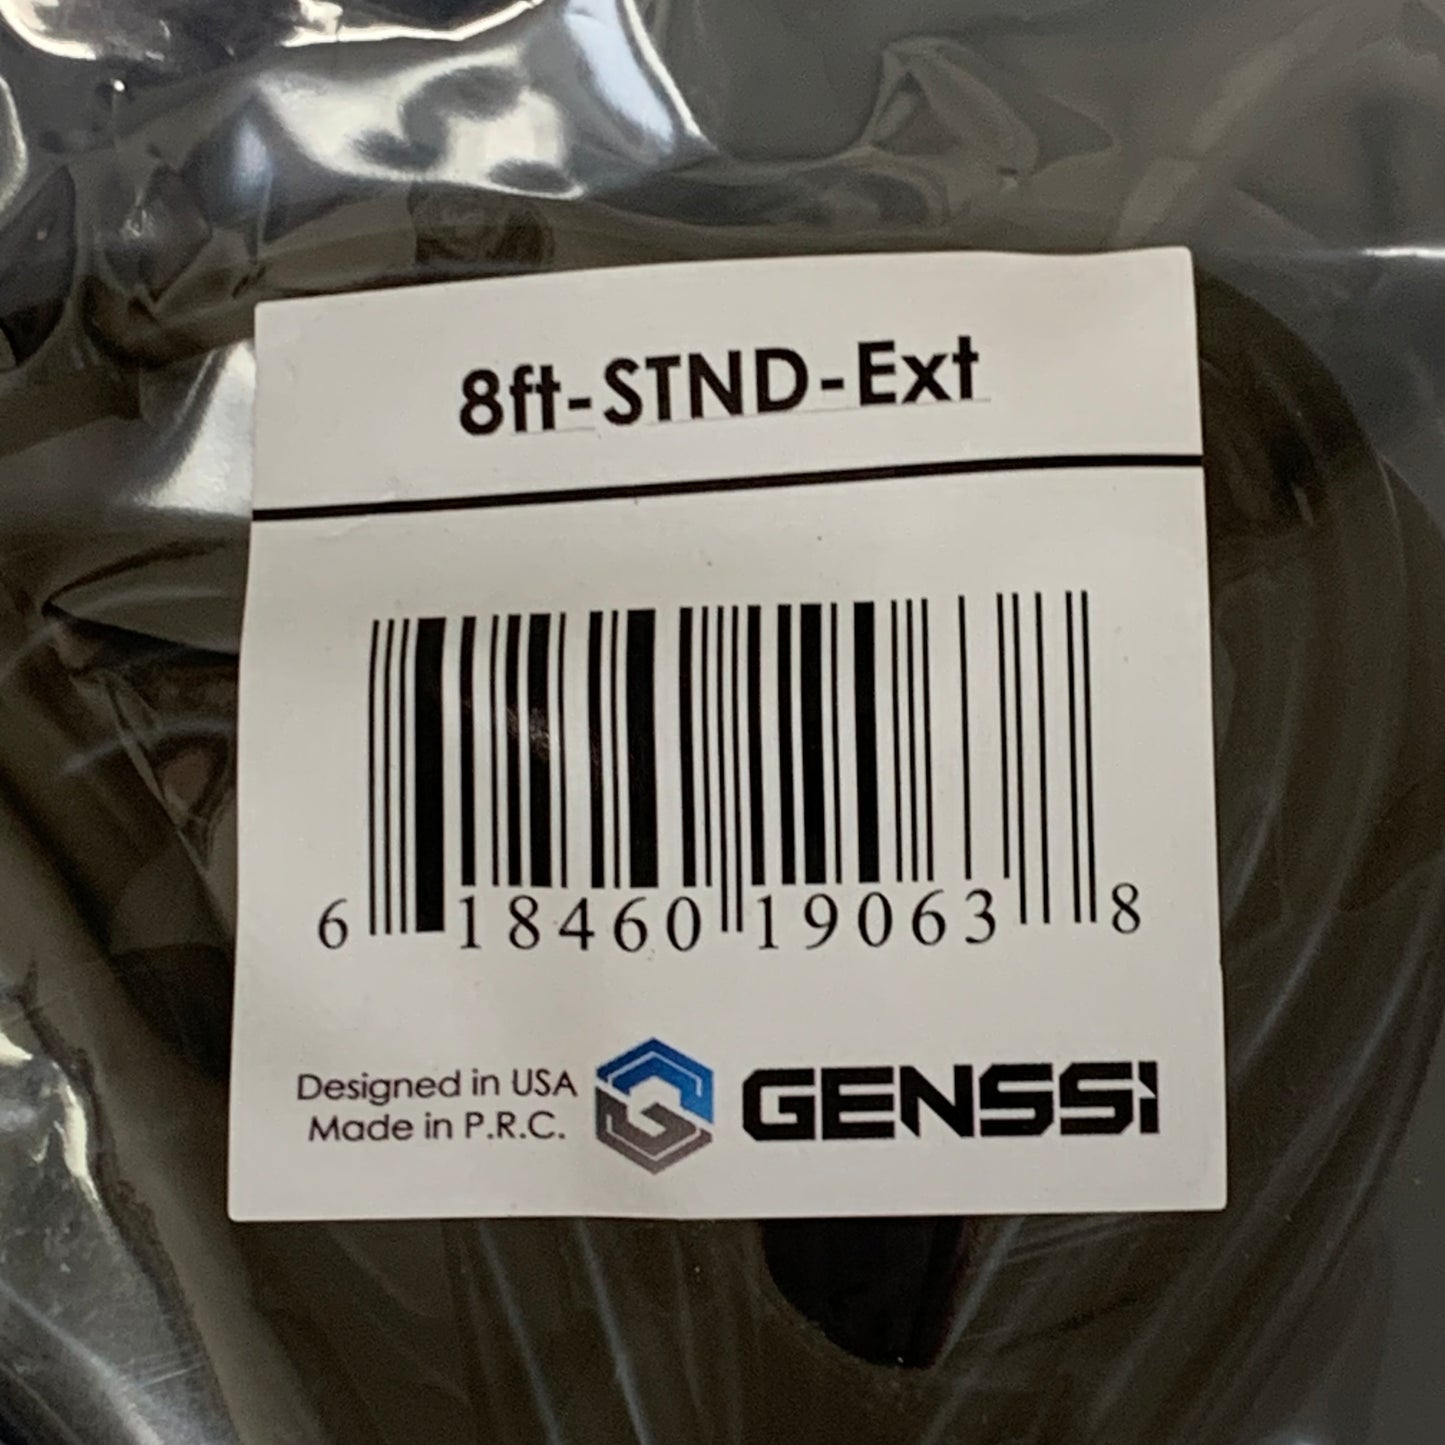 8ft-STND-Ext
6 18460 19063 8
Designed in USA
Made in P.R.C.
GENSSI